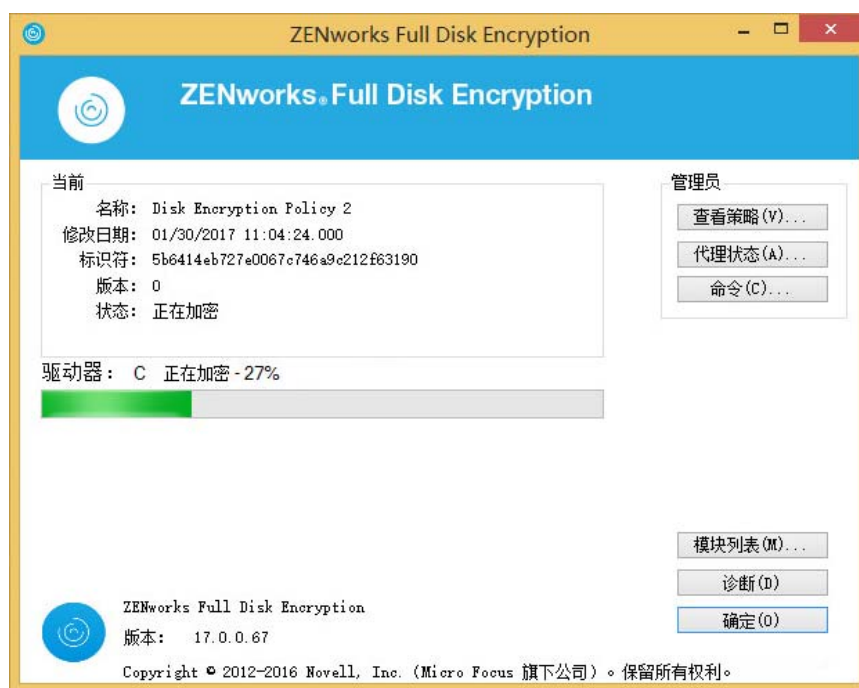 ZENworks Full Disk Encryption
ZENworks® Full Disk Encryption
当前
名称： Disk Encryption Policy 2
修改日期： 01/30/2017 11:04:24.000
标识符： 5b6414eb727e0067c746a9c212f63190
版本： 0
状态： 正在加密
管理员
查看策略(V)...
代理状态(A)...
命令(C)...
驱动器： C 正在加密 - 27%
模块列表(M)...
诊断(D)
确定(O)
ZENworks Full Disk Encryption
版本： 17.0.0.67
Copyright © 2012-2016 Novell, Inc. (Micro Focus 旗下公司)。保留所有权利。